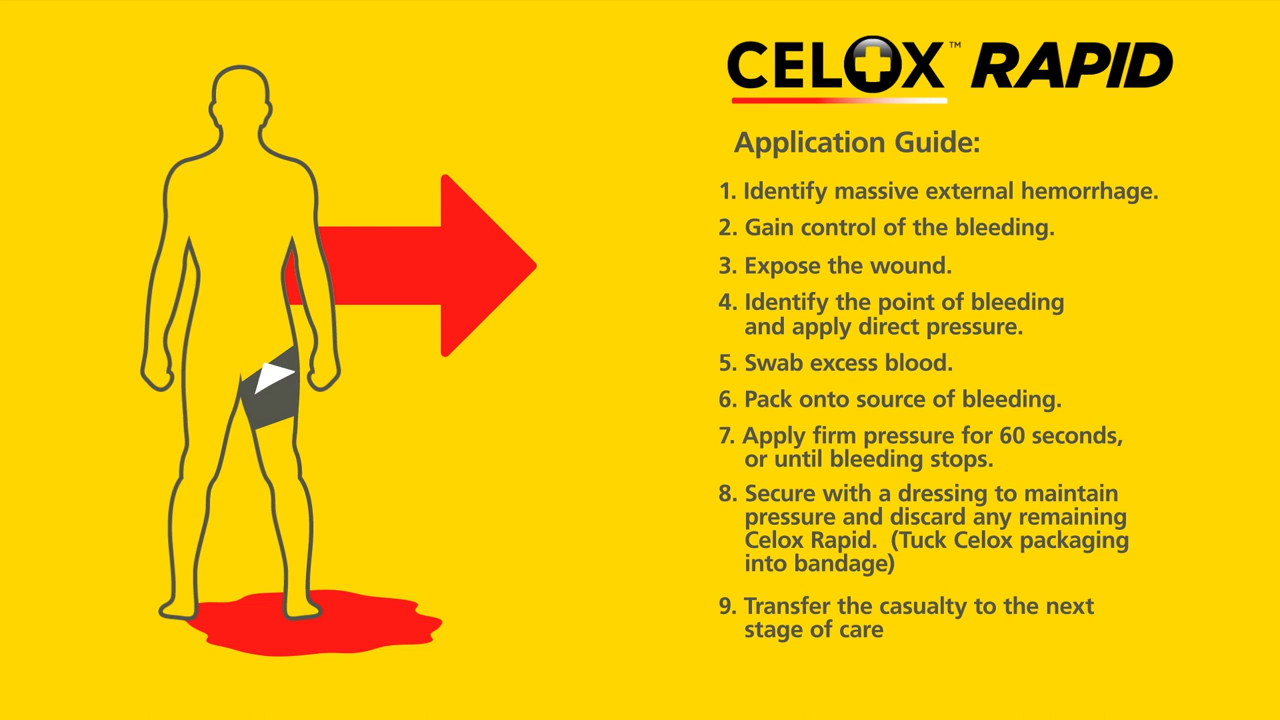 CELOX™ RAPID
Application Guide:
1. Identify massive external hemorrhage.
2. Gain control of the bleeding.
3. Expose the wound.
4. Identify the point of bleeding
and apply direct pressure.
5. Swab excess blood.
6. Pack onto source of bleeding.
7. Apply firm pressure for 60 seconds,
or until bleeding stops.
8. Secure with a dressing to maintain
pressure and discard any remaining
Celox Rapid.  (Tuck Celox packaging
into bandage)
9. Transfer the casualty to the next
stage of care